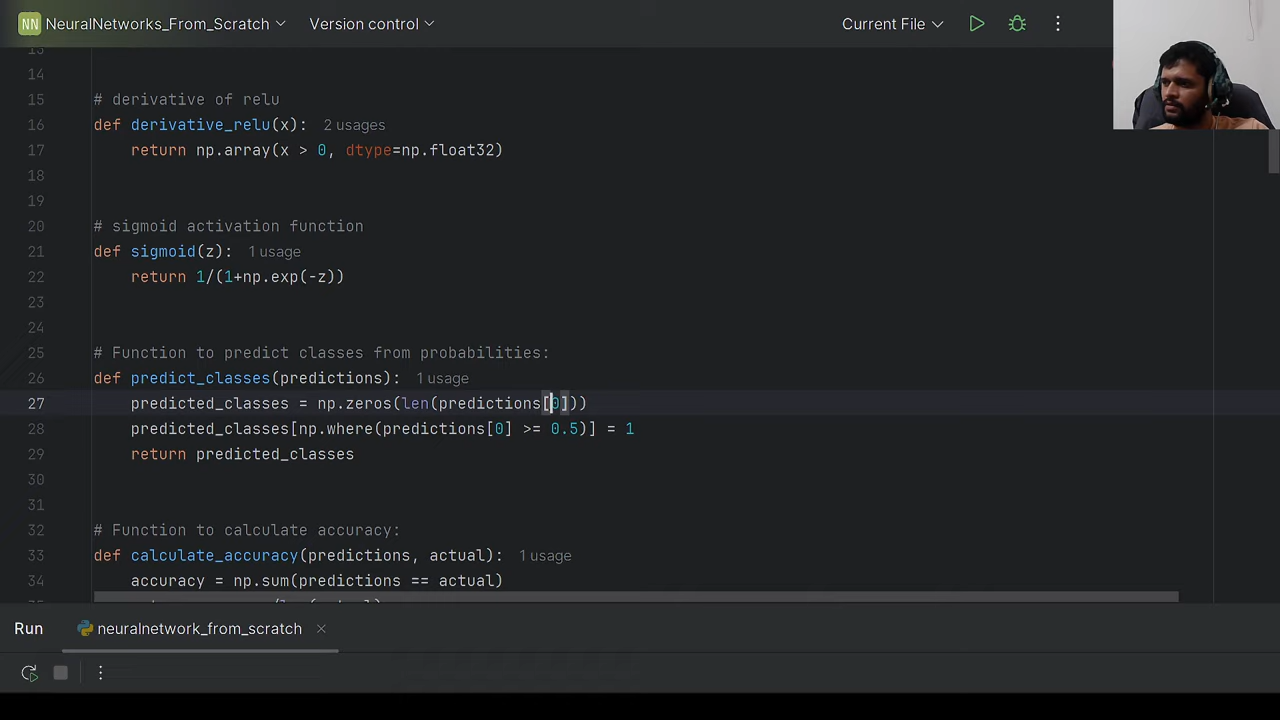 NN NeuralNetworks_From_Scratch Version control Current File
13
14
15 # derivative of relu
16 def derivative_relu(x): 2 usages
17 return np.array(x > 0, dtype=np.float32)
18
19
20 # sigmoid activation function
21 def sigmoid(z): 1 usage
22 return 1/(1+np.exp(-z))
23
24
25 # Function to predict classes from probabilities:
26 def predict_classes(predictions): 1 usage
27 predicted_classes = np.zeros(len(predictions[0]))
28 predicted_classes[np.where(predictions[0] >= 0.5)] = 1
29 return predicted_classes
30
31
32 # Function to calculate accuracy:
33 def calculate_accuracy(predictions, actual): 1 usage
34 accuracy = np.sum(predictions == actual)
Run neuralnetwork_from_scratch